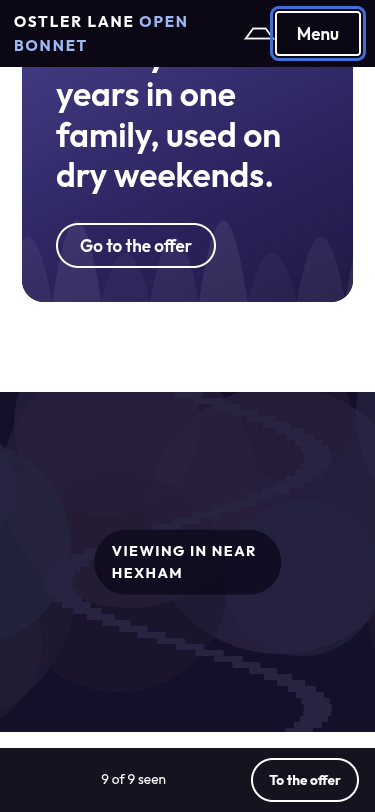 OSTLER LANE OPEN
BONNET
Menu
years in one
family, used on
dry weekends.
Go to the offer
VIEWING IN NEAR
HEXHAM
9 of 9 seen
To the offer